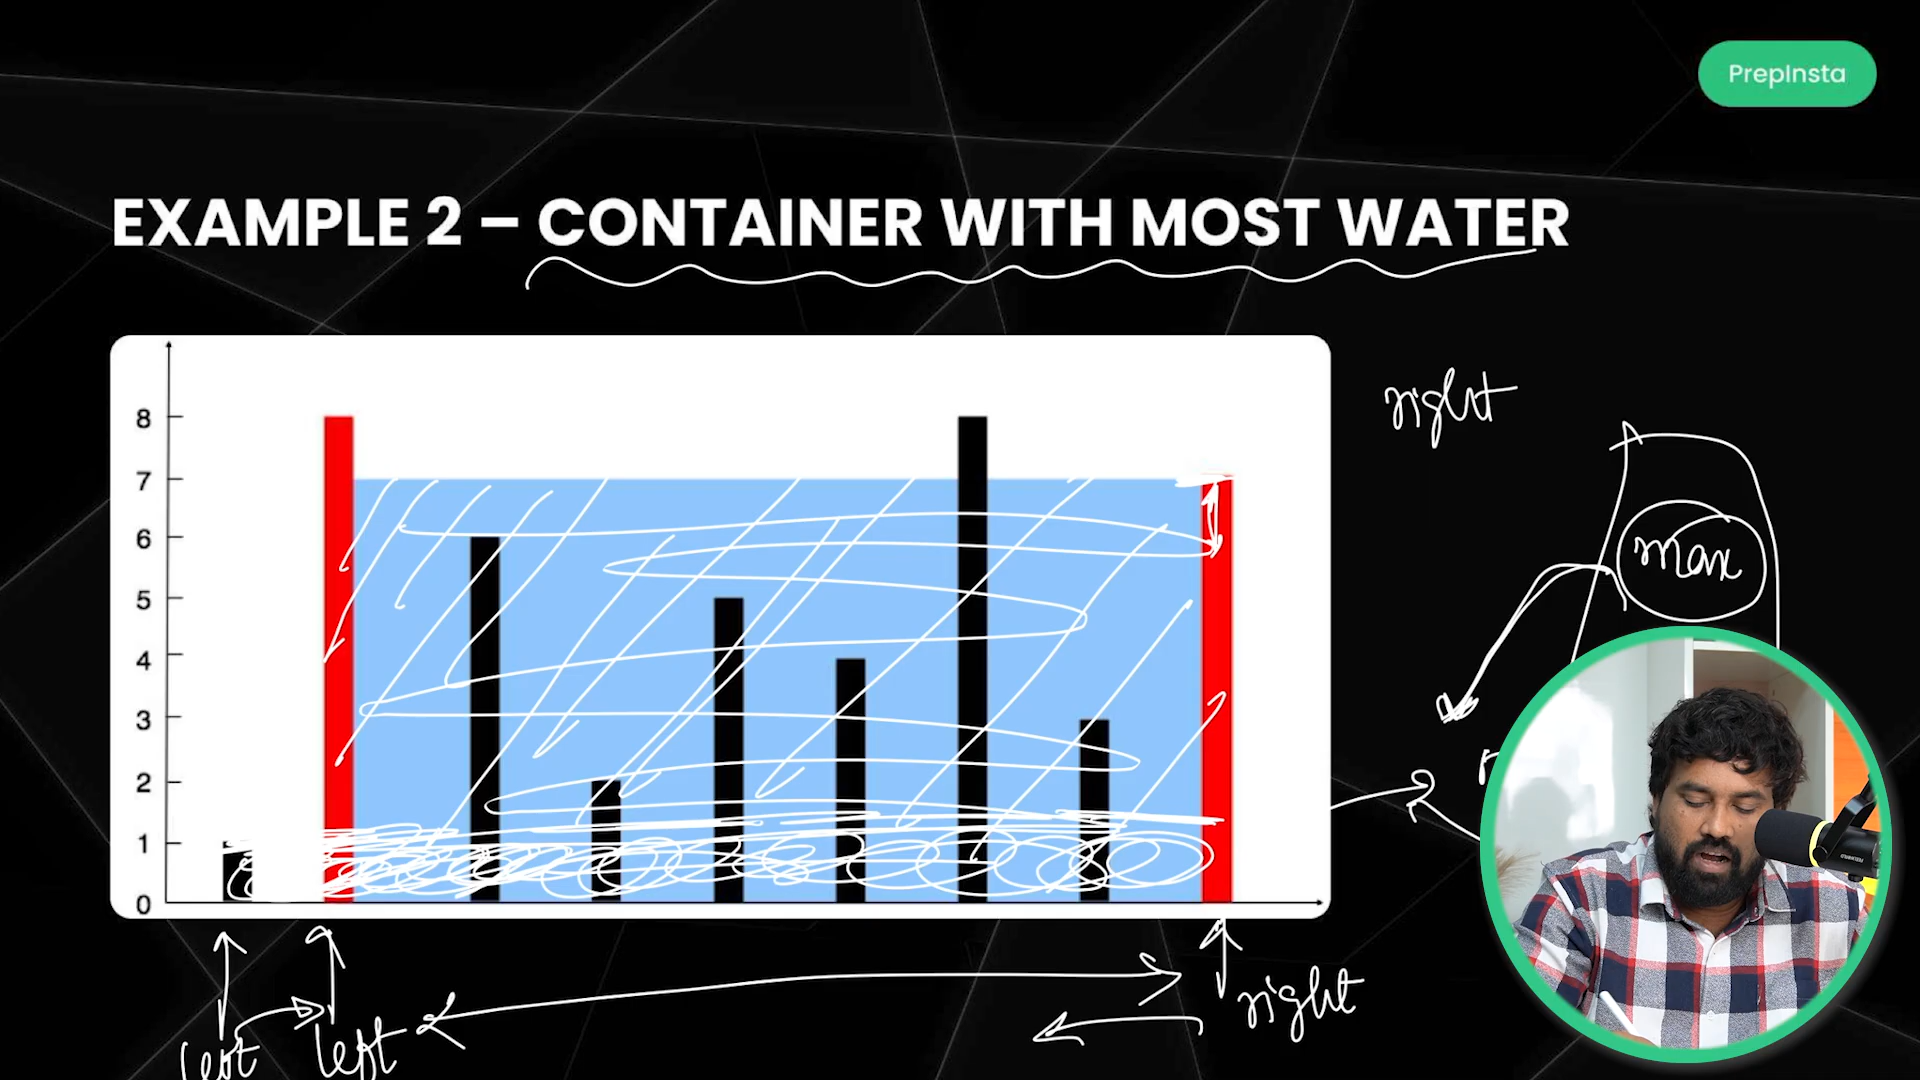 PrepInsta
EXAMPLE 2 – CONTAINER WITH MOST WATER
right
8
7
6
5
4
3
2
1
0
max
right
left
left